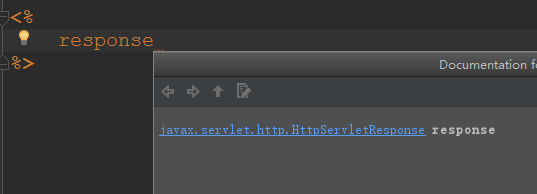 <%
response
%>
Documentation fo
javax.servlet.http.HttpServletResponse response